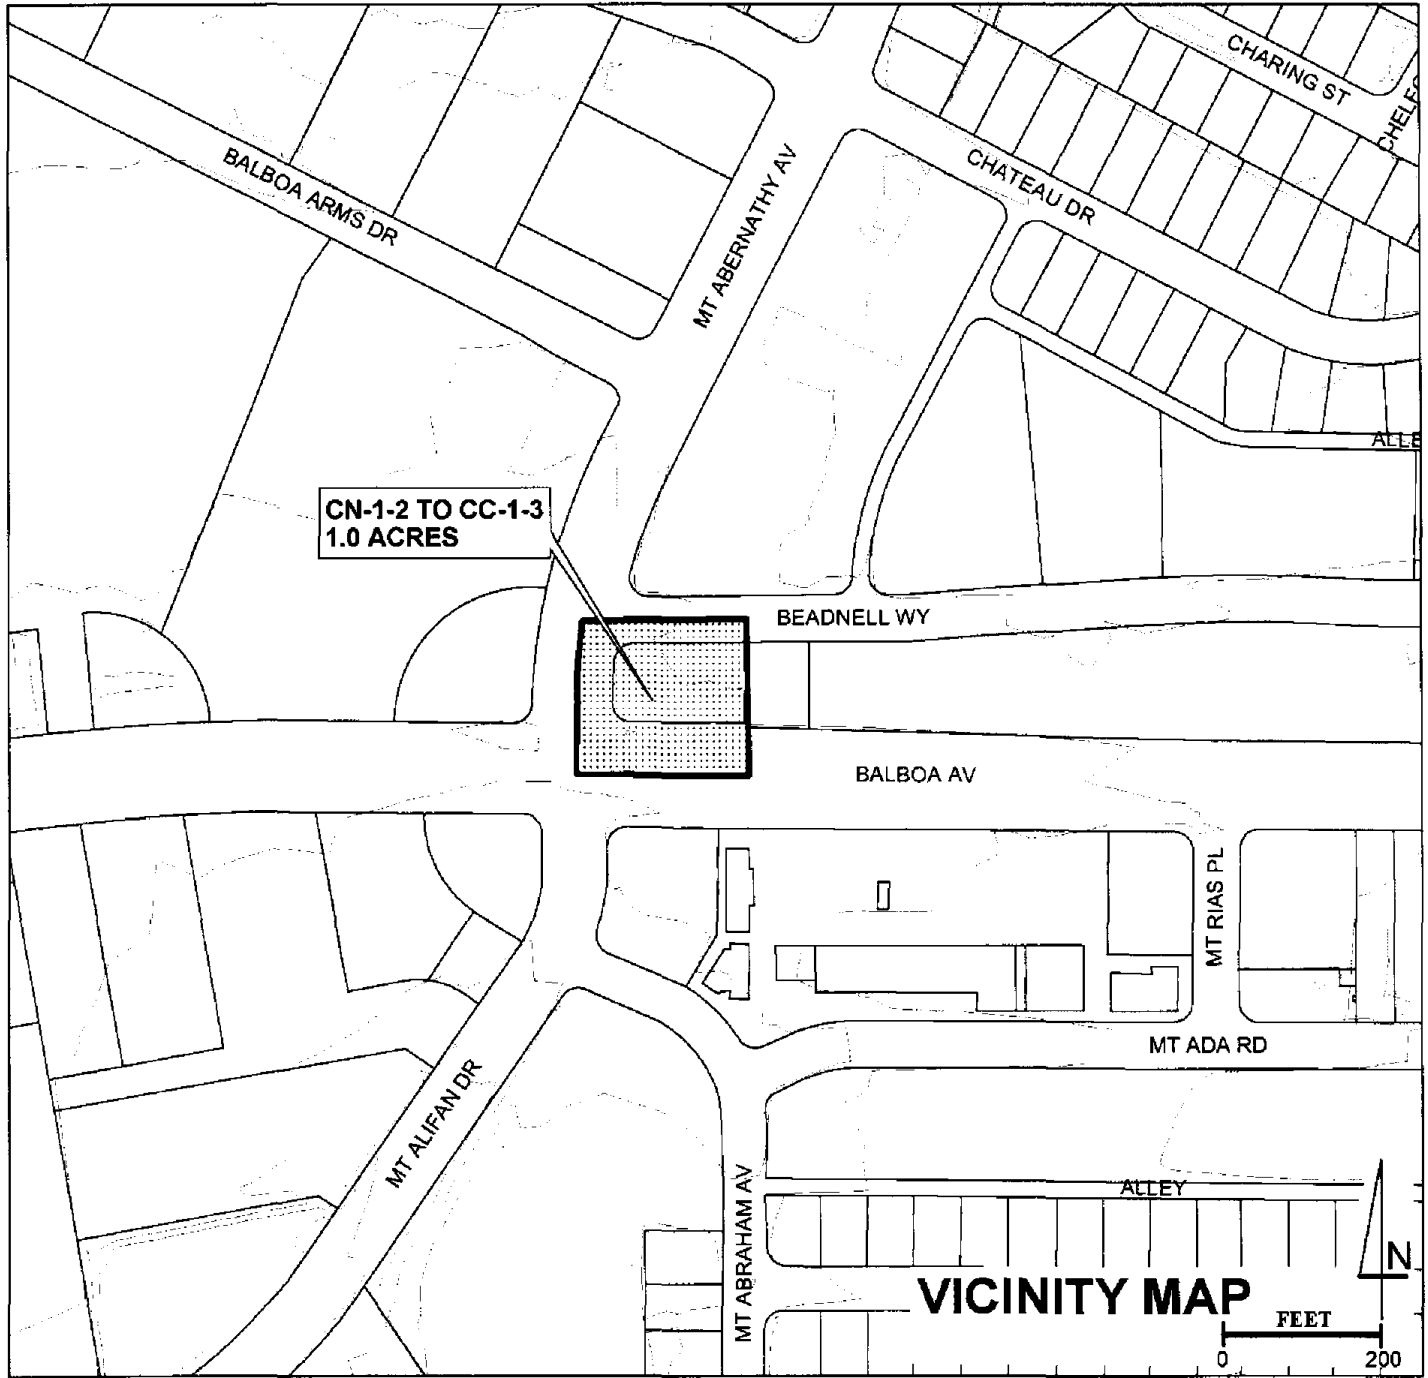 CHARING ST
CHATEAU DR
BALBOA ARMS DR
MT ABERNATHY AV
ALLE
CN-1-2 TO CC-1-3
1.0 ACRES
BEADNELL WY
BALBOA AV
MT RIAS PL
MT ADA RD
MT ALIFAN DR
MT ABRAHAM AV
ALLEY
N
VICINITY MAP
FEET
0 200